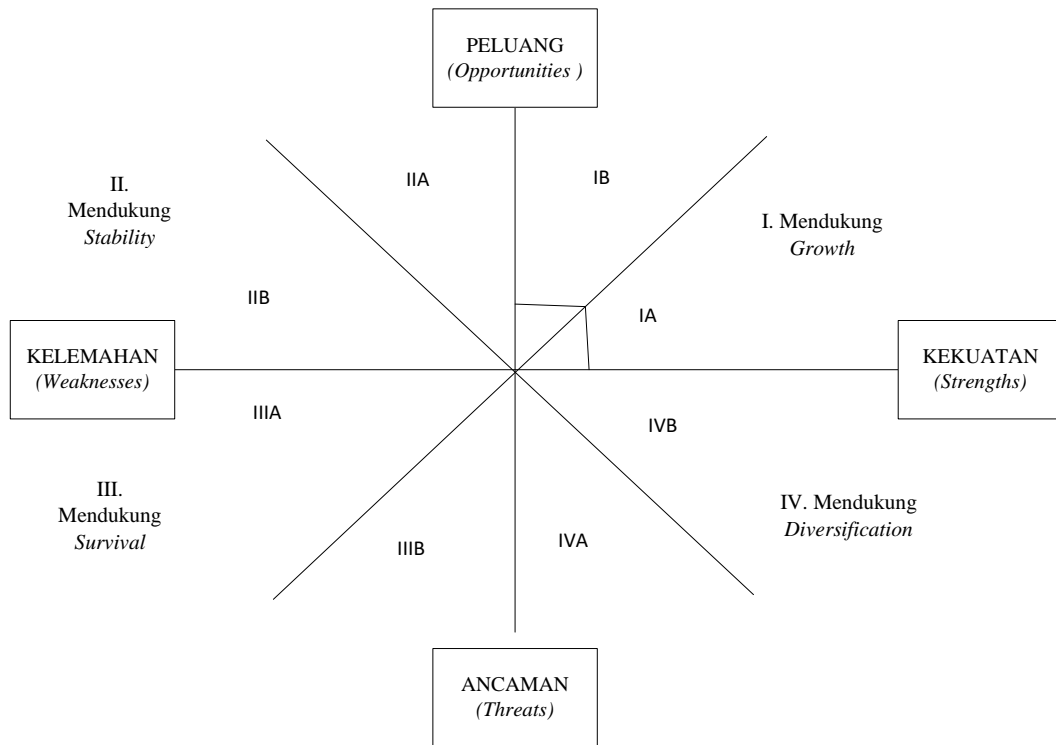 PELUANG
(Opportunities )
IIA
IB
II.
Mendukung
Stability
I. Mendukung
Growth
IIB
IA
KELEMAHAN
(Weaknesses)
KEKUATAN
(Strengths)
IIIA
IVB
III.
Mendukung
Survival
IV. Mendukung
Diversification
IIIB
IVA
ANCAMAN
(Threats)